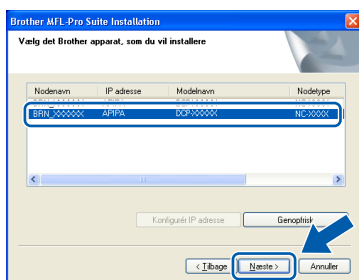 Brother MFL-Pro Suite Installation
Vælg det Brother apparat, som du vil installere
Nodenavn IP adresse Modelnavn Nodetype
BRN_XXXXXX APIPA DCP-XXXXX NC-XXXX
Konfigurér IP adresse Genopfrisk
< Tilbage Næste > Annuller